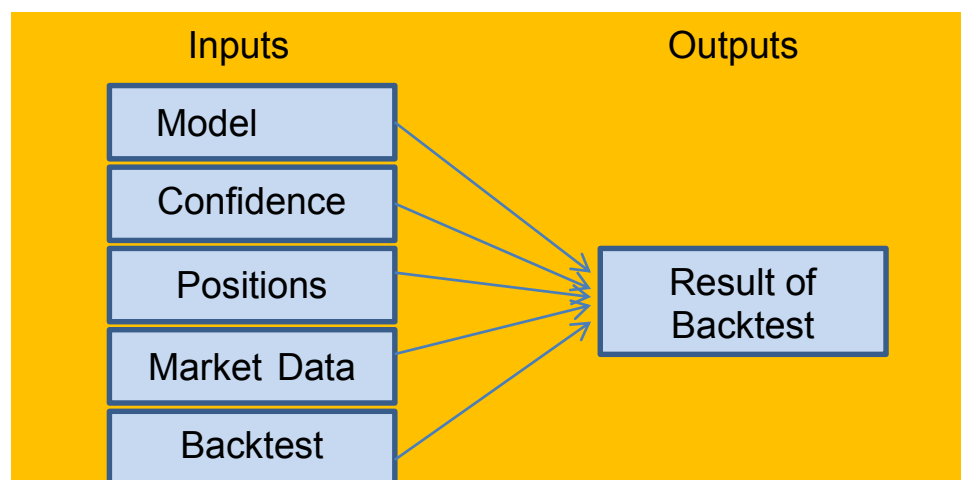 Inputs
Outputs
Model
Confidence
Positions
Market Data
Backtest
Result of
Backtest